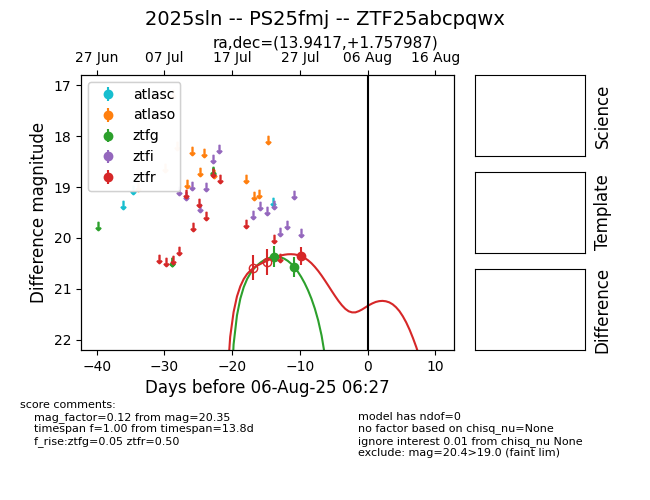 2025sln -- PS25fmj -- ZTF25abcpqwx
ra,dec=(13.9417,+1.757987)
27 Jun 07 Jul 17 Jul 27 Jul 06 Aug 16 Aug
17
18
19
20
21
22
Difference magnitude
atlasc
atlaso
ztfg
ztfi
ztfr
−40 −30 −20 −10 0 10
Days before 06-Aug-25 06:27
Science
Template
Difference
score comments:
mag_factor=0.12 from mag=20.35
timespan f=1.00 from timespan=13.8d
f_rise:ztfg=0.05 ztfr=0.50
model has ndof=0
no factor based on chisq_nu=None
ignore interest 0.01 from chisq_nu None
exclude: mag=20.4>19.0 (faint lim)